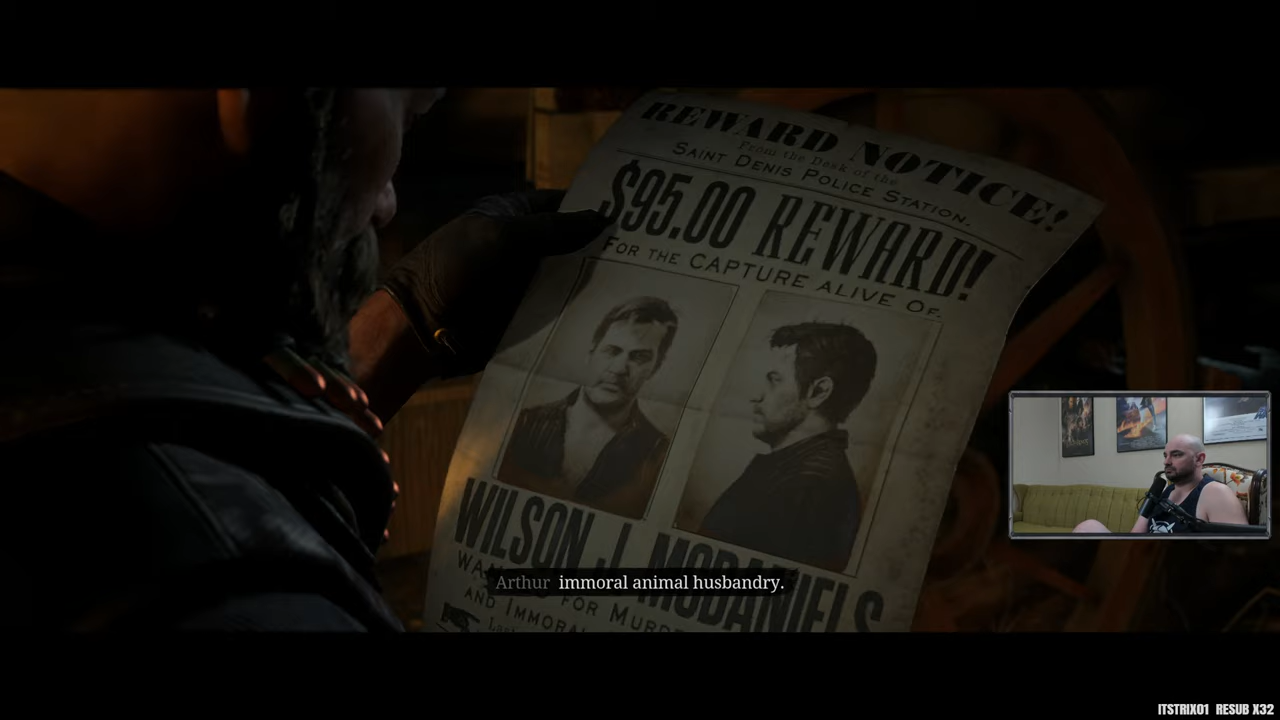 REWARD NOTICE!
From the Desk of the
SAINT DENIS POLICE STATION.
$95.00 REWARD!
FOR THE CAPTURE ALIVE OF.
WILSON J. MCDANIELS
FOR MURD
AND IMMORAL
Arthur immoral animal husbandry.
ITSTRIX01 RESUB X32